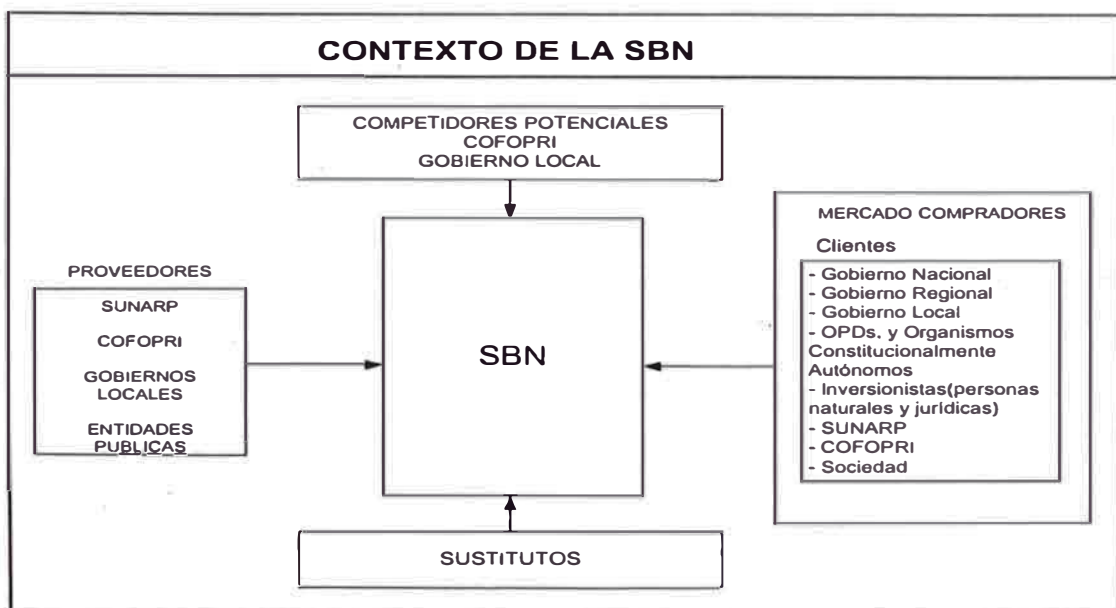 CONTEXTO DE LA SBN
COMPETIDORES POTENCIALES
COFOPRI
GOBIERNO LOCAL
PROVEEDORES
SUNARP
COFOPRI
GOBIERNOS
LOCALES
ENTIDADES
PUBLICAS
SBN
MERCADO COMPRADORES
Clientes
- Gobierno Nacional
- Gobierno Regional
- Gobierno Local
- OPDs, y Organismos
Constitucionalmente
Autónomos
- Inversionistas(personas
naturales y jurídicas)
- SUNARP
- COFOPRI
- Sociedad
SUSTITUTOS